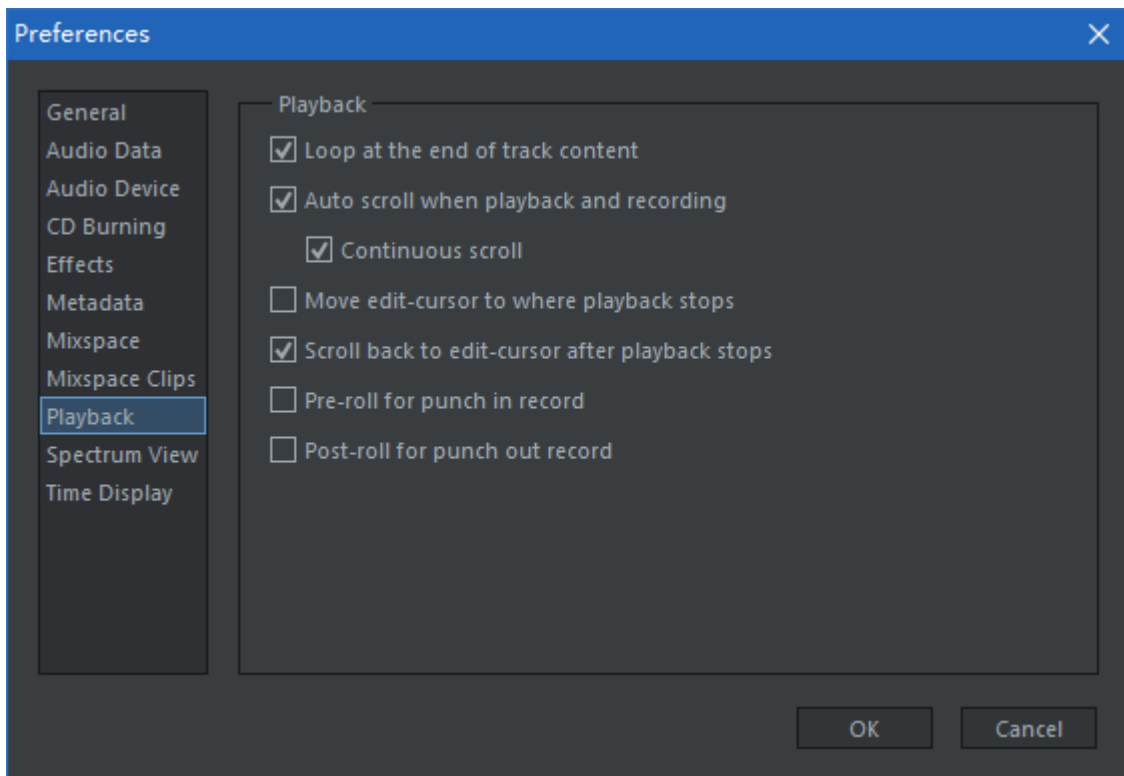 Preferences
General
Audio Data
Audio Device
CD Burning
Effects
Metadata
Mixspace
Mixspace Clips
Playback
Spectrum View
Time Display
Playback
Loop at the end of track content
Auto scroll when playback and recording
Continuous scroll
Move edit-cursor to where playback stops
Scroll back to edit-cursor after playback stops
Pre-roll for punch in record
Post-roll for punch out record
OK
Cancel